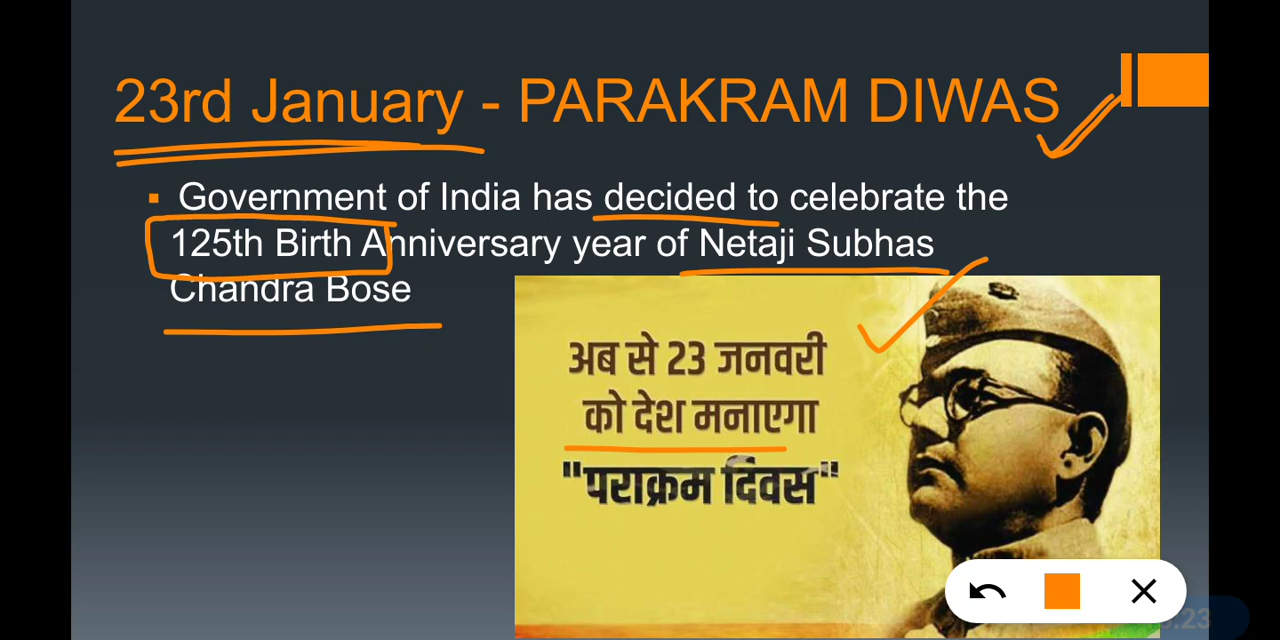 23rd January - PARAKRAM DIWAS
Government of India has decided to celebrate the
125th Birth Anniversary year of Netaji Subhas
Chandra Bose
अब से 23 जनवरी
को देश मनाएगा
"पराक्रम दिवस"